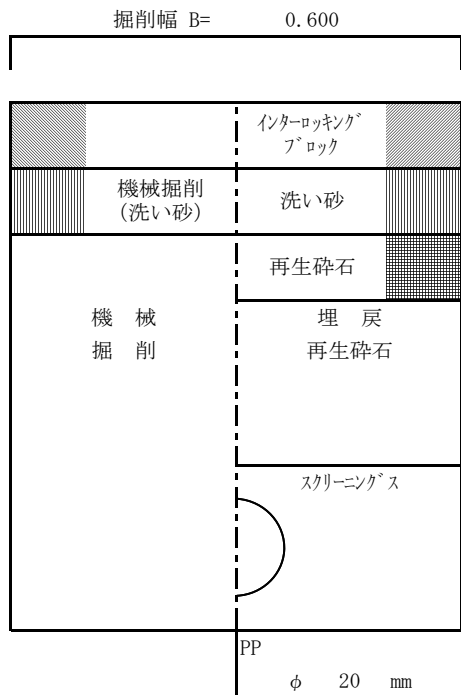 掘削幅 B= 0.600
インターロッキング
ブロック
機械掘削
(洗い砂)
洗い砂
再生砕石
機 械
掘 削
埋 戻
再生砕石
スクリーニングス
PP
φ 20 mm